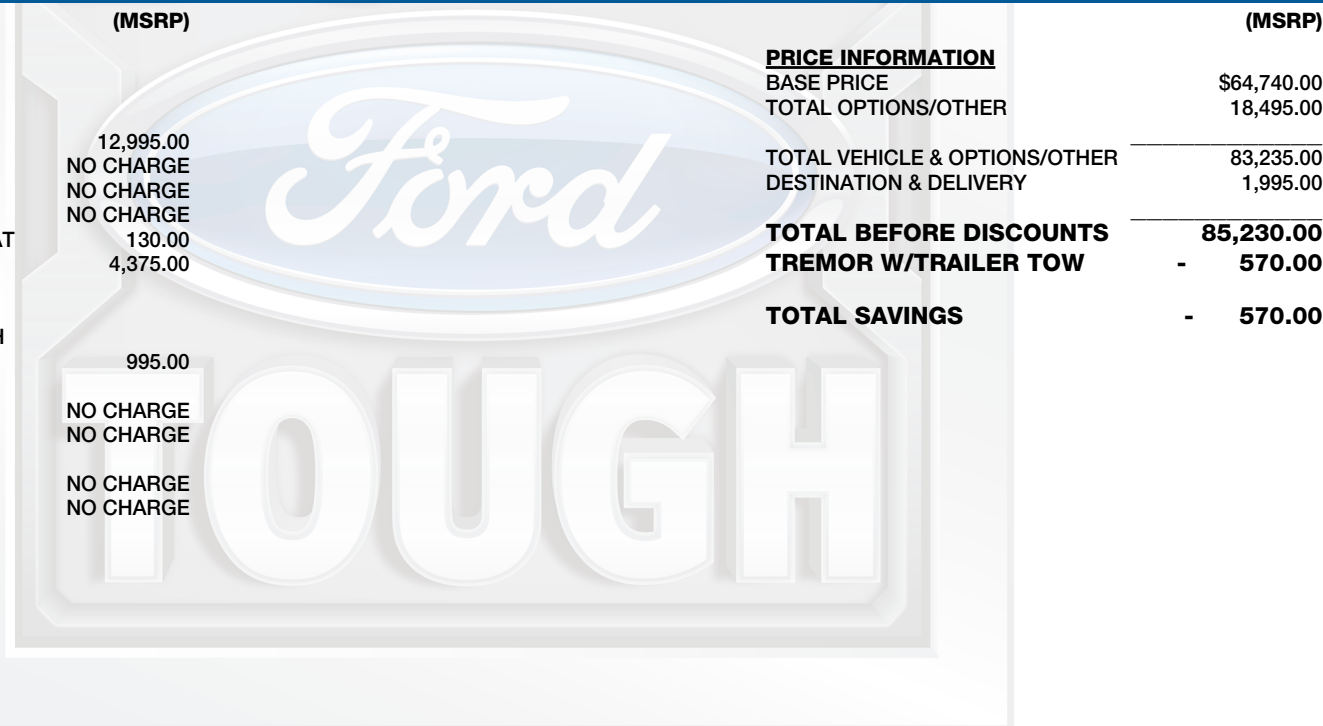 (MSRP)
12,995.00
NO CHARGE
NO CHARGE
NO CHARGE
AT 130.00
4,375.00
H
995.00
NO CHARGE
NO CHARGE
NO CHARGE
NO CHARGE
(MSRP)
PRICE INFORMATION
BASE PRICE $64,740.00
TOTAL OPTIONS/OTHER 18,495.00
TOTAL VEHICLE & OPTIONS/OTHER 83,235.00
DESTINATION & DELIVERY 1,995.00
TOTAL BEFORE DISCOUNTS 85,230.00
TREMOR W/TRAILER TOW - 570.00
TOTAL SAVINGS - 570.00
Ford
TOUGH